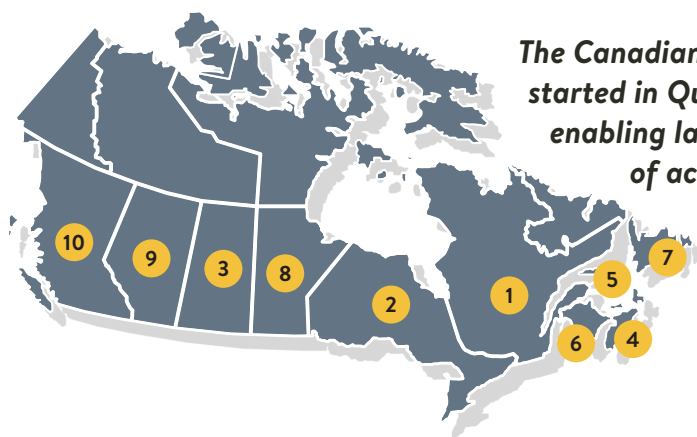 The Canadian
started in Qu
enabling la
of ac
10
9
3
8
2
1
5
7
6
4